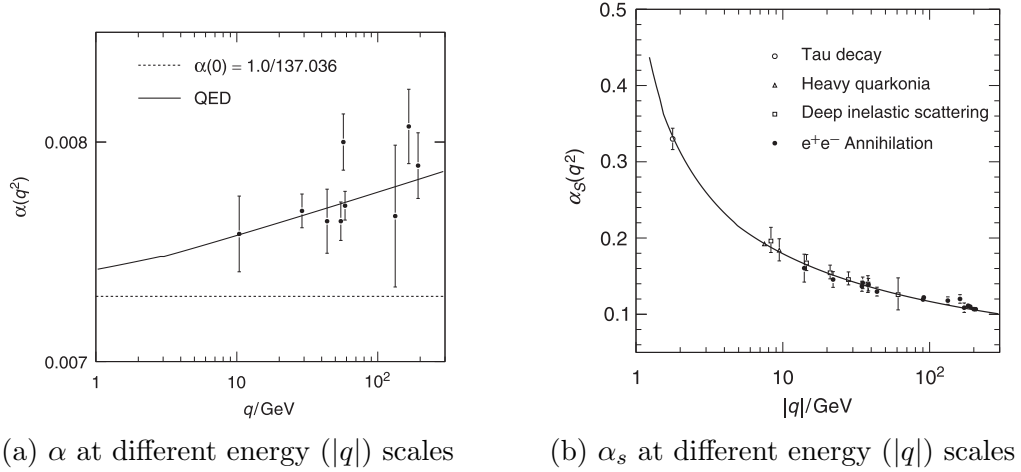 α(0) = 1.0/137.036
QED
0.008
0.007
α(q²)
1
10
10²
q/GeV
(a) α at different energy (|q|) scales
0.5
0.4
0.3
0.2
0.1
α_S(q²)
Tau decay
Heavy quarkonia
Deep inelastic scattering
e⁺e⁻ Annihilation
1
10
10²
|q|/GeV
(b) α_s at different energy (|q|) scales